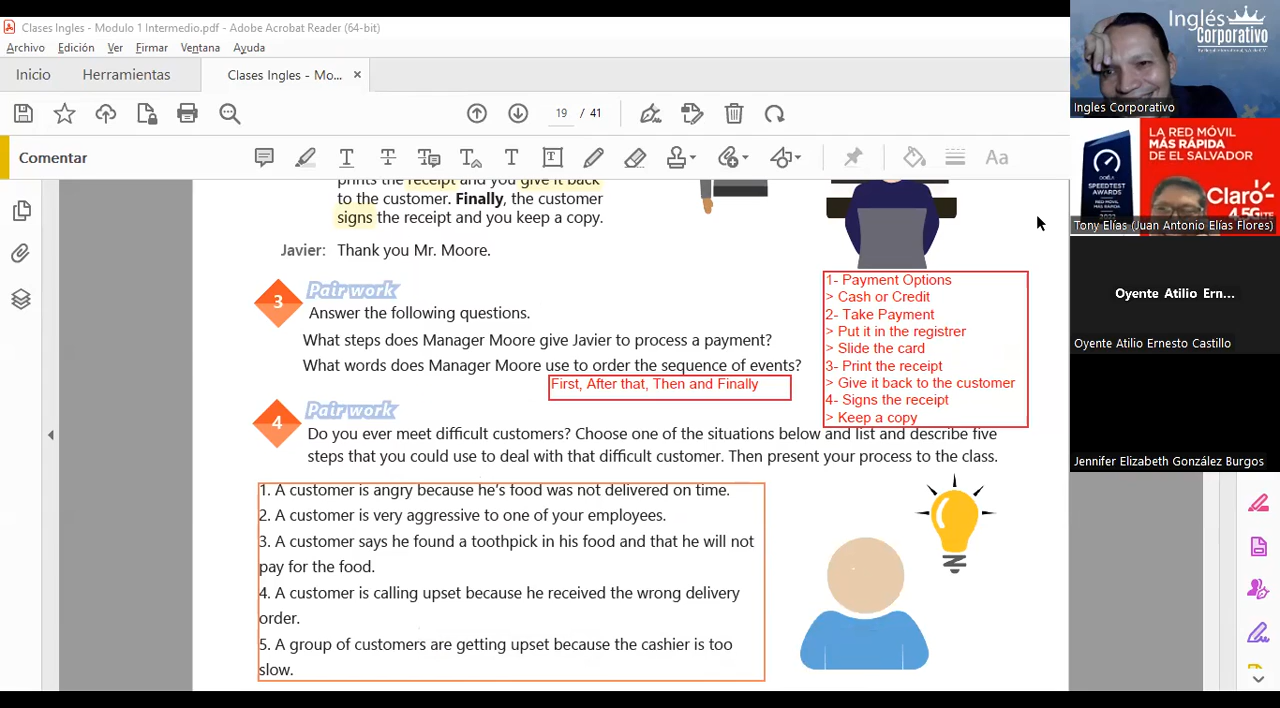 Clases Ingles - Modulo 1 Intermedio.pdf - Adobe Acrobat Reader (64-bit)
Archivo Edición Ver Firmar Ventana Ayuda
Inicio Herramientas Clases Ingles - Mo... ×
19 / 41
Comentar
Aa
prints the receipt and you give it back
to the customer. Finally, the customer
signs the receipt and you keep a copy.
Javier: Thank you Mr. Moore.
3 Pair work
Answer the following questions.
What steps does Manager Moore give Javier to process a payment?
What words does Manager Moore use to order the sequence of events?
First, After that, Then and Finally
1- Payment Options
> Cash or Credit
2- Take Payment
> Put it in the registrer
> Slide the card
3- Print the receipt
> Give it back to the customer
4- Signs the receipt
> Keep a copy
4 Pair work
Do you ever meet difficult customers? Choose one of the situations below and list and describe five
steps that you could use to deal with that difficult customer. Then present your process to the class.
1. A customer is angry because he's food was not delivered on time.
2. A customer is very aggressive to one of your employees.
3. A customer says he found a toothpick in his food and that he will not
pay for the food.
4. A customer is calling upset because he received the wrong delivery
order.
5. A group of customers are getting upset because the cashier is too
slow.
Inglés
Corporativo
Ingles Corporativo
LA RED MÓVIL
MÁS RÁPIDA
DE EL SALVADOR
SPEEDTEST
AWARDS
Claro
4.5G
Tony Elías (Juan Antonio Elías Flores)
Oyente Atilio Ern...
Oyente Atilio Ernesto Castillo
Jennifer Elizabeth González Burgos